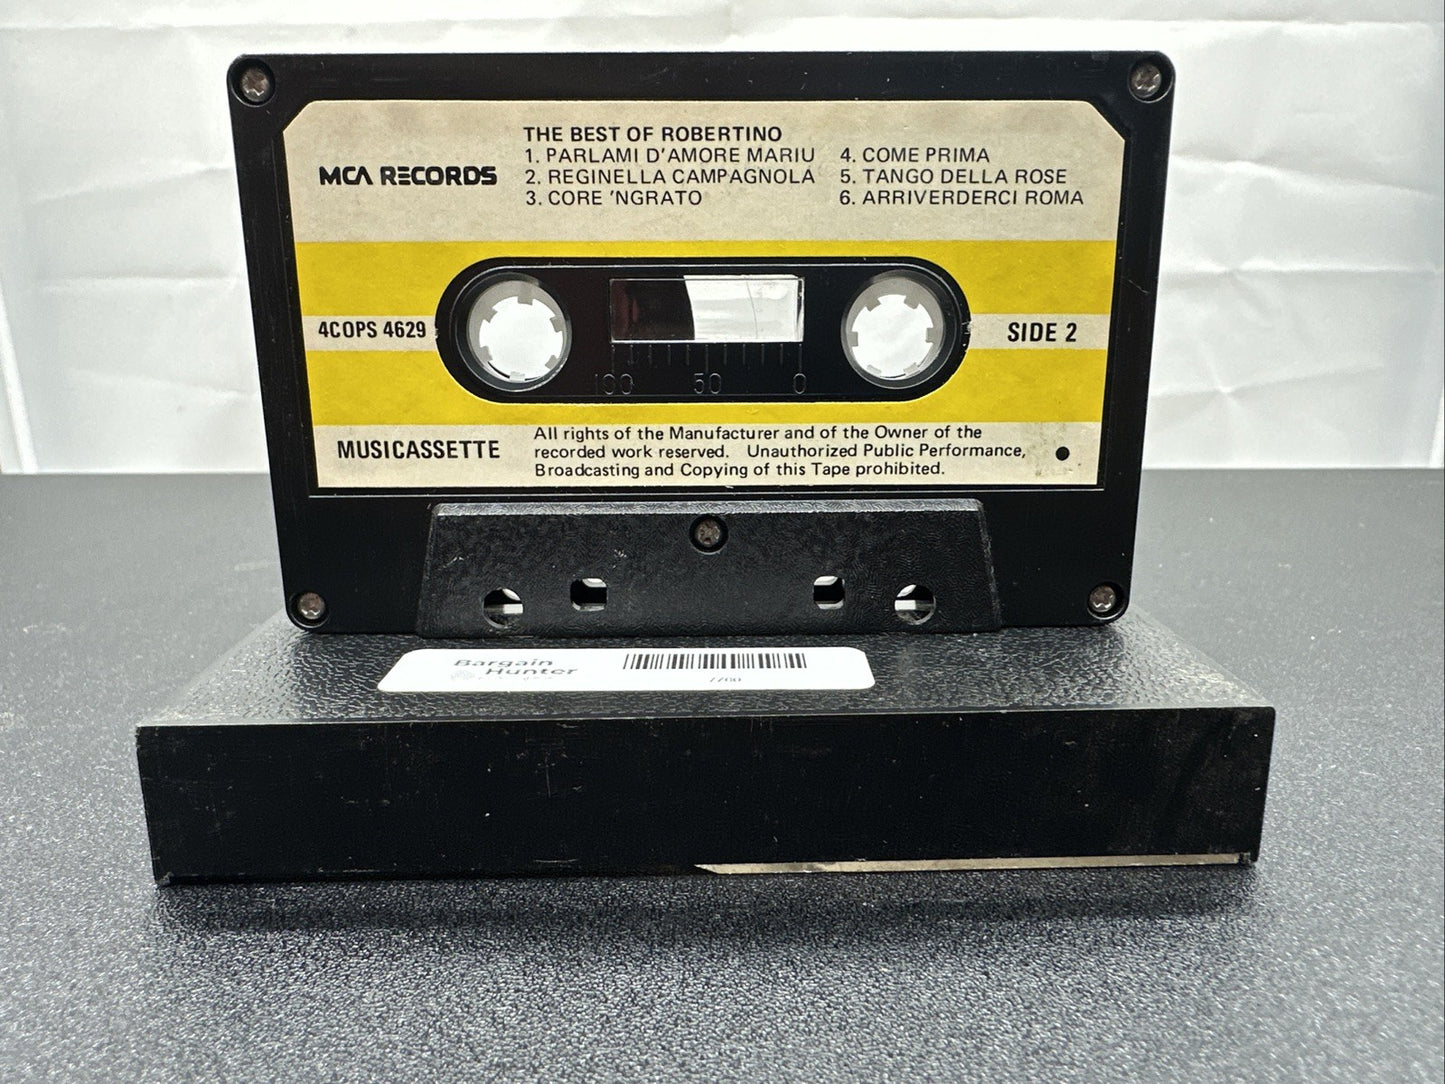 THE BEST OF ROBERTINO
MCA RECORDS
1. PARLAMI D'AMORE MARIU
2. REGINELLA CAMPAGNOLA
3. CORE 'NGRATO
4. COME PRIMA
5. TANGO DELLA ROSE
6. ARRIVERDERCI ROMA
4COPS 4629
SIDE 2
100 50 0
MUSICASSETTE
All rights of the Manufacturer and of the Owner of the
recorded work reserved. Unauthorized Public Performance,
Broadcasting and Copying of this Tape prohibited.
Bargain
Hunter